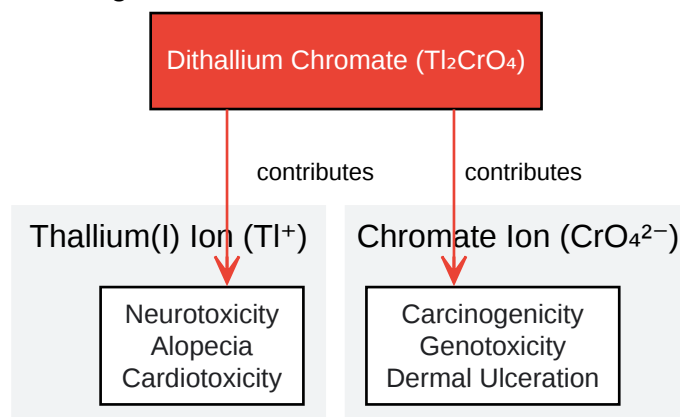 Dithallium Chromate (Tl₂CrO₄)
contributes
contributes
Thallium(I) Ion (Tl⁺)
Chromate Ion (CrO₄²⁻)
Neurotoxicity
Alopecia
Cardiotoxicity
Carcinogenicity
Genotoxicity
Dermal Ulceration